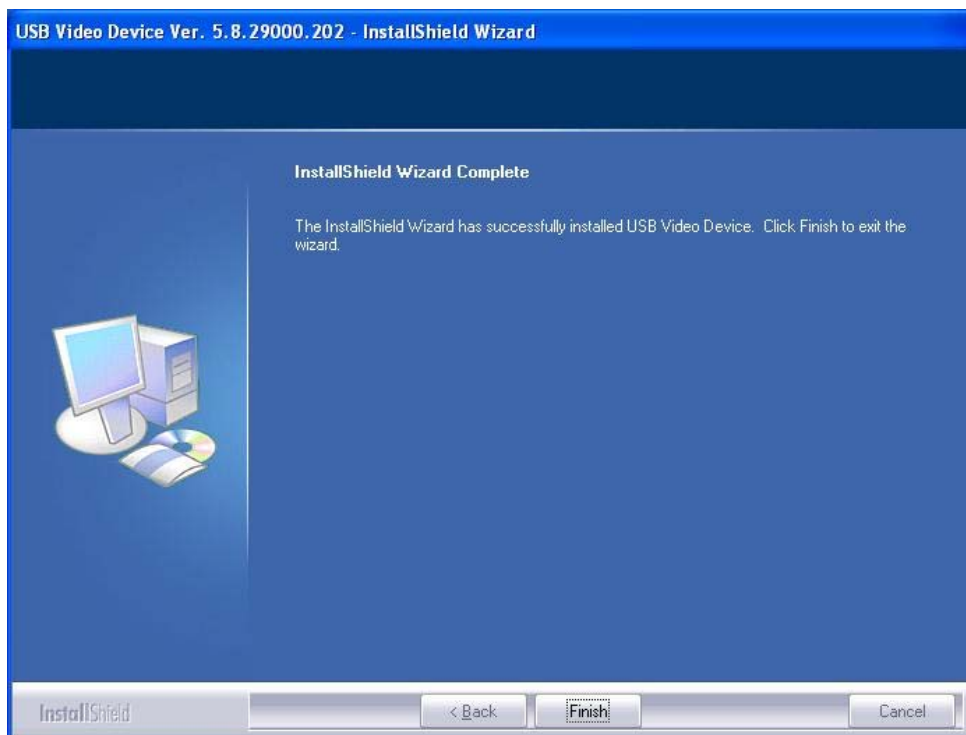 USB Video Device Ver. 5.8.29000.202 - InstallShield Wizard
InstallShield Wizard Complete
The InstallShield Wizard has successfully installed USB Video Device. Click Finish to exit the
wizard.
InstallShield
< Back
Finish
Cancel